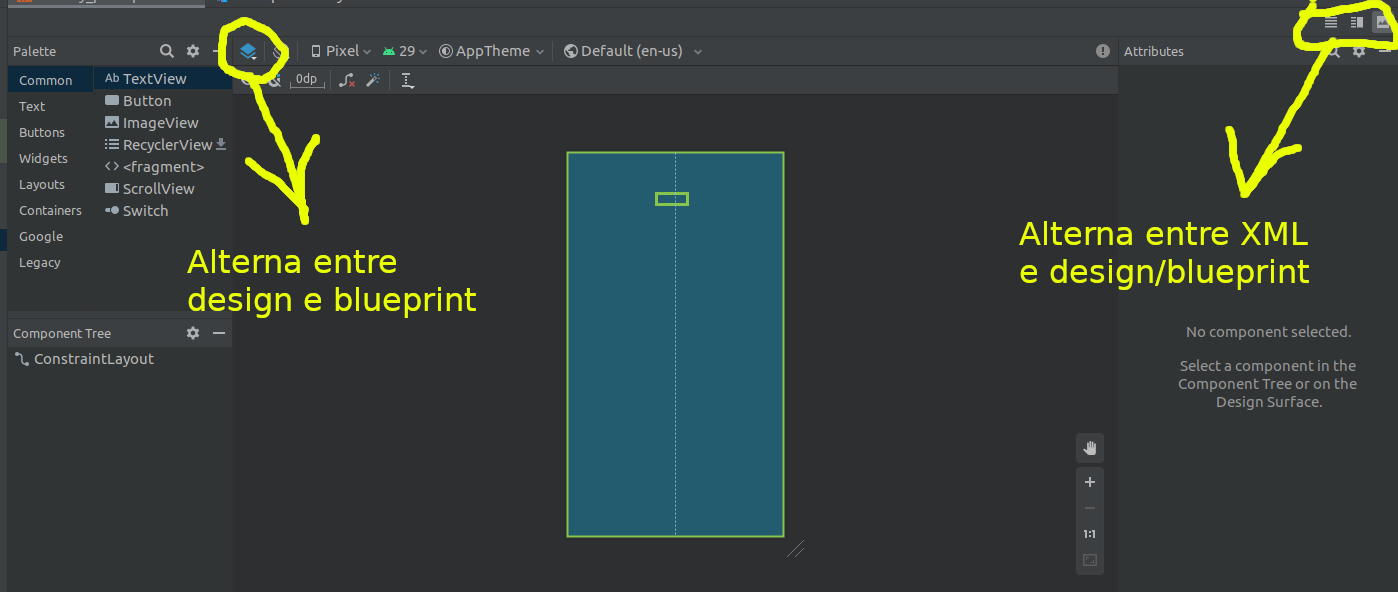 Palette
Pixel
29
AppTheme
Default (en-us)
Attributes
Common
Ab TextView
0dp
Text
Button
Buttons
ImageView
Widgets
RecyclerView
Layouts
<fragment>
Containers
ScrollView
Google
Switch
Legacy
Alterna entre
design e blueprint
Alterna entre XML
e design/blueprint
Component Tree
ConstraintLayout
No component selected.
Select a component in the
Component Tree or on the
Design Surface.
1:1